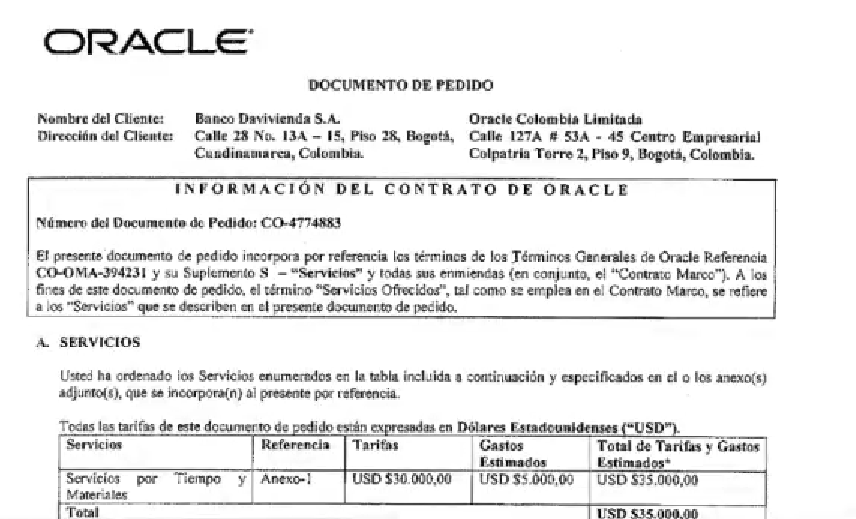 ORACLE
DOCUMENTO DE PEDIDO
Nombre del Cliente: Banco Davivienda S.A. Oracle Colombia Limitada
Dirección del Cliente: Calle 28 No. 13A – 15, Piso 28, Bogotá, Calle 127A # 53A - 45 Centro Empresarial
Cundinamarca, Colombia. Colpatria Torre 2, Piso 9, Bogotá, Colombia.
INFORMACIÓN DEL CONTRATO DE ORACLE
Número del Documento de Pedido: CO-4774883
El presente documento de pedido incorpora por referencia los términos de los Términos Generales de Oracle Referencia
CO-OMA-394231 y su Suplemento S – “Servicios” y todas sus enmiendas (en conjunto, el “Contrato Marco”). A los
fines de este documento de pedido, el término “Servicios Ofrecidos”, tal como se emplea en el Contrato Marco, se refiere
a los “Servicios” que se describen en el presente documento de pedido.
A. SERVICIOS
Usted ha ordenado los Servicios enumerados en la tabla incluida a continuación y especificados en el o los anexo(s)
adjunto(s), que se incorpora(n) al presente por referencia.
Todas las tarifas de este documento de pedido están expresadas en Dólares Estadounidenses (“USD”).
Servicios Referencia Tarifas Gastos Total de Tarifas y Gastos
Estimados Estimados*
Servicios por Tiempo y Anexo-1 USD $30.000,00 USD $5.000,00 USD $35.000,00
Materiales
Total USD $35.000,00